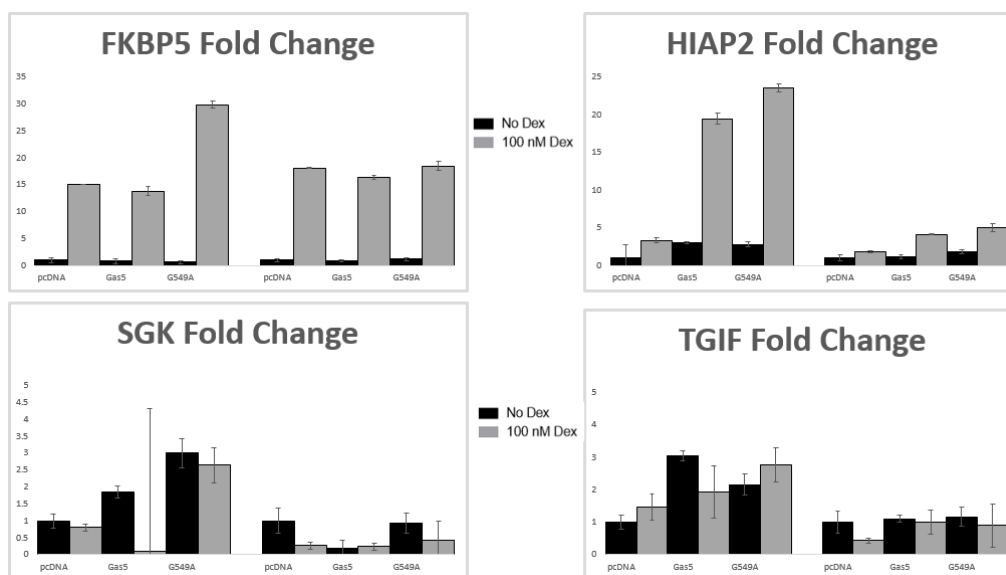 FKBP5 Fold Change
35
30
25
20
15
10
5
0
pcDNA Gas5 G549A pcDNA Gas5 G549A
No Dex
100 nM Dex
HIAP2 Fold Change
25
20
15
10
5
0
pcDNA Gas5 G549A pcDNA Gas5 G549A
SGK Fold Change
5
4.5
4
3.5
3
2.5
2
1.5
1
0.5
0
pcDNA Gas5 G549A pcDNA Gas5 G549A
No Dex
100 nM Dex
TGIF Fold Change
5
4
3
2
1
0
pcDNA Gas5 G549A pcDNA Gas5 G549A